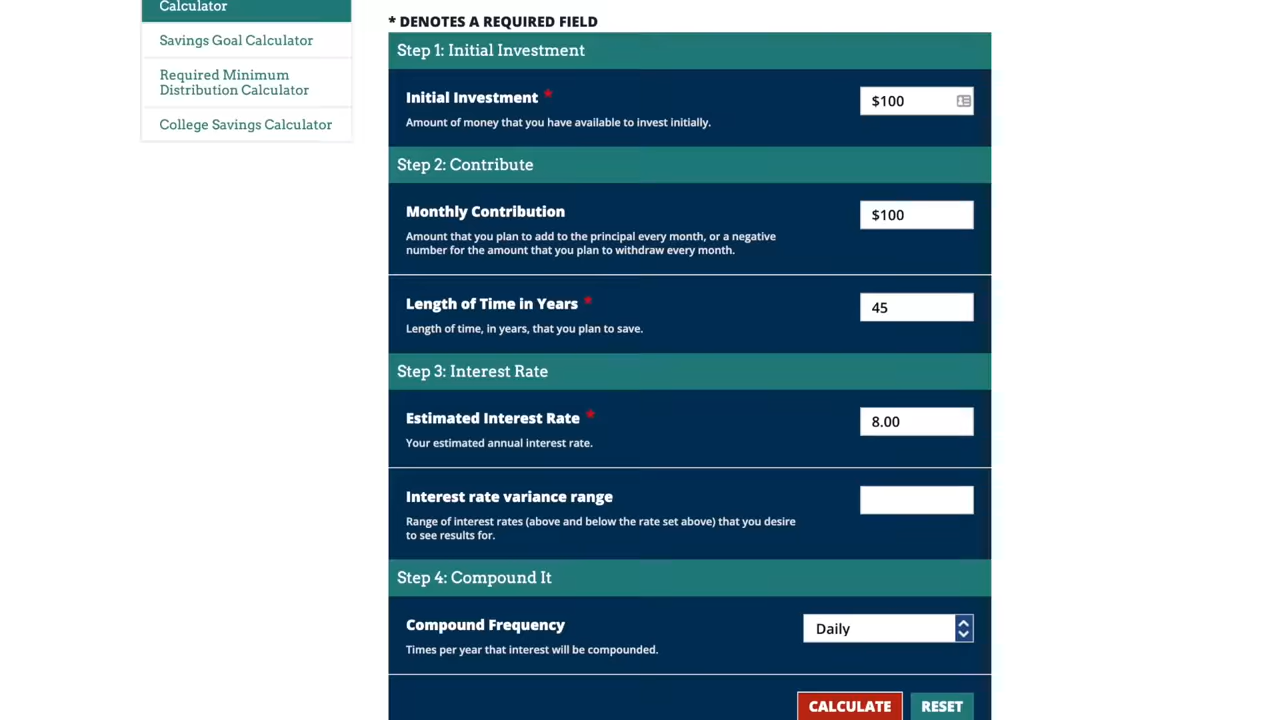 Calculator
Savings Goal Calculator
Required Minimum
Distribution Calculator
College Savings Calculator
* DENOTES A REQUIRED FIELD
Step 1: Initial Investment
Initial Investment *
$100
Amount of money that you have available to invest initially.
Step 2: Contribute
Monthly Contribution
$100
Amount that you plan to add to the principal every month, or a negative
number for the amount that you plan to withdraw every month.
Length of Time in Years *
45
Length of time, in years, that you plan to save.
Step 3: Interest Rate
Estimated Interest Rate *
8.00
Your estimated annual interest rate.
Interest rate variance range
Range of interest rates (above and below the rate set above) that you desire
to see results for.
Step 4: Compound It
Compound Frequency
Daily
Times per year that interest will be compounded.
CALCULATE RESET